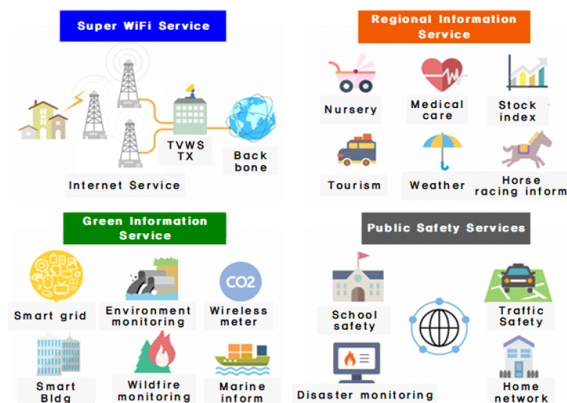 Super WiFi Service
TVWS
TX
Back
bone
Internet Service
Regional Information
Service
Nursery
Medical
care
Stock
index
Tourism
Weather
Horse
racing inform
Green Information
Service
Smart grid
Environment
monitoring
CO2
Wireless
meter
Smart
Bldg
Wildfire
monitoring
Marine
inform
Public Safety Services
School
safety
Traffic
Safety
Disaster monitoring
Home
network